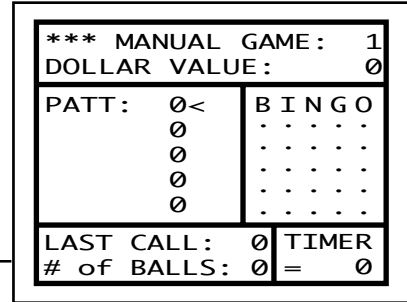 *** MANUAL GAME: 1
DOLLAR VALUE: 0
PATT: 0< B I N G O
0 . . . . .
0 . . . . .
0 . . . . .
0 . . . . .
. . . . .
LAST CALL: 0 TIMER
# of BALLS: 0 = 0